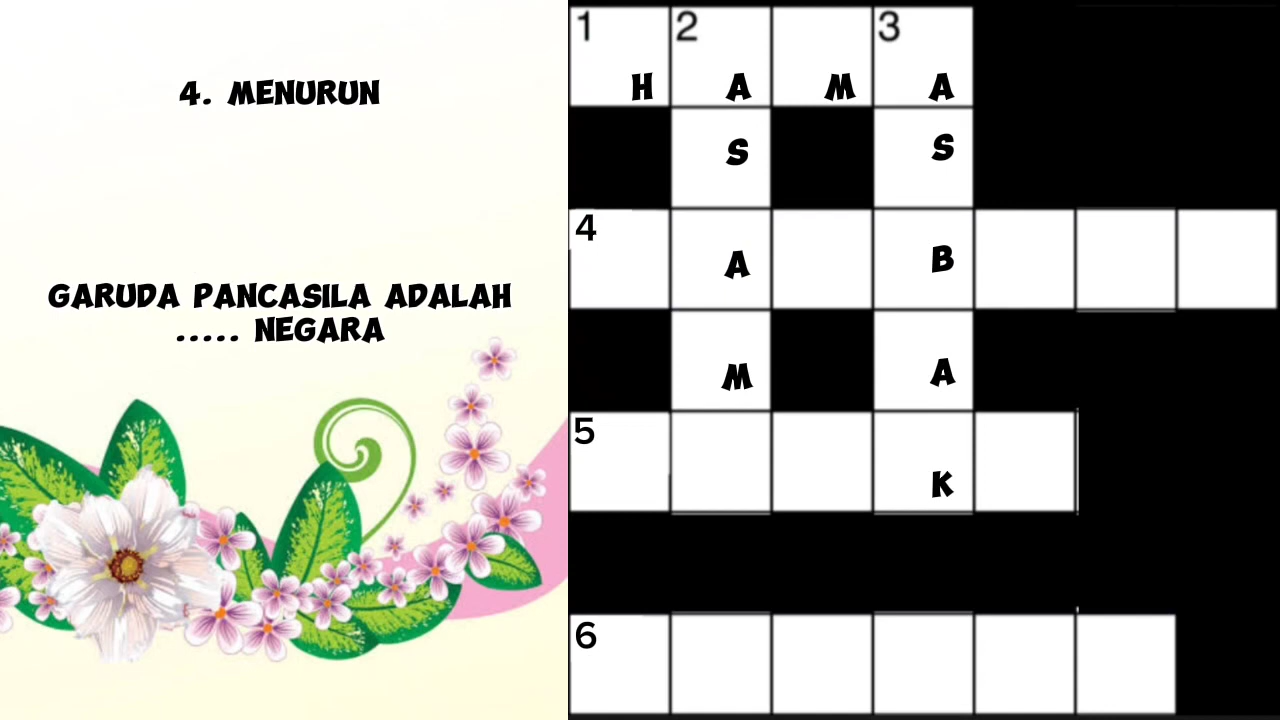 4. MENURUN
GARUDA PANCASILA ADALAH
..... NEGARA
1 2 3
H A M A
S S
4
A B
M A
5
K
6